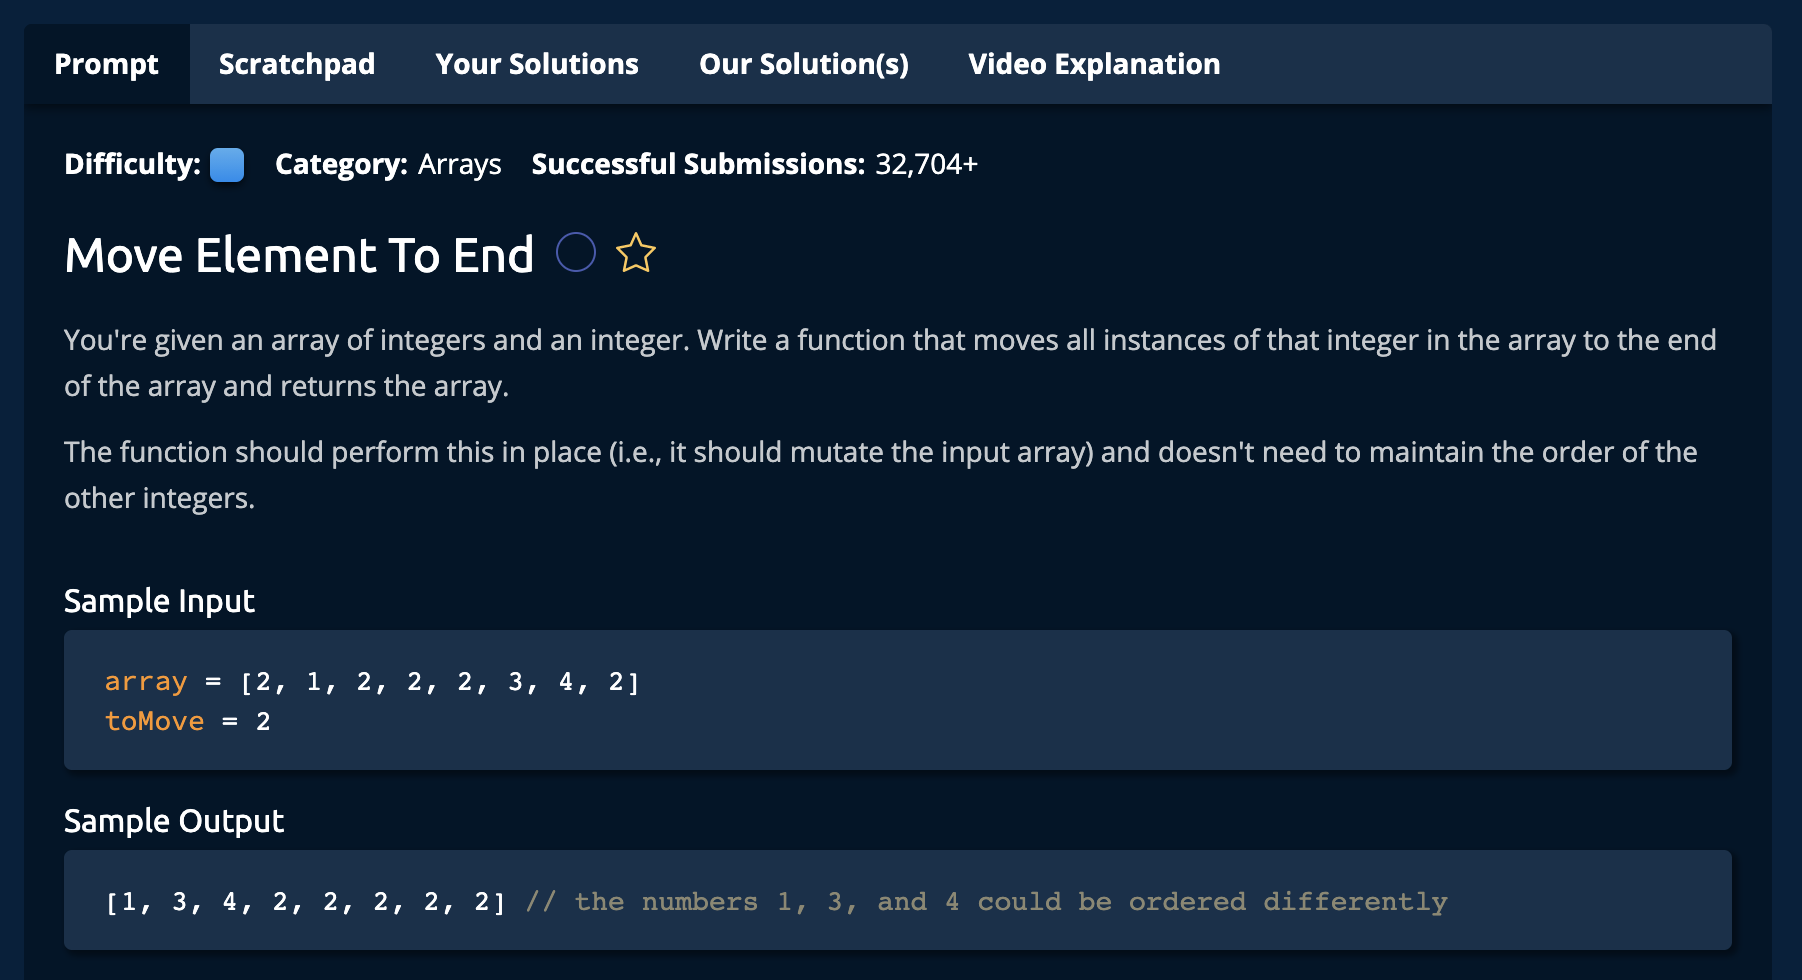 Prompt Scratchpad Your Solutions Our Solution(s) Video Explanation
Difficulty: Category: Arrays Successful Submissions: 32,704+
Move Element To End
You're given an array of integers and an integer. Write a function that moves all instances of that integer in the array to the end
of the array and returns the array.
The function should perform this in place (i.e., it should mutate the input array) and doesn't need to maintain the order of the
other integers.
Sample Input
array = [2, 1, 2, 2, 2, 3, 4, 2]
toMove = 2
Sample Output
[1, 3, 4, 2, 2, 2, 2, 2] // the numbers 1, 3, and 4 could be ordered differently